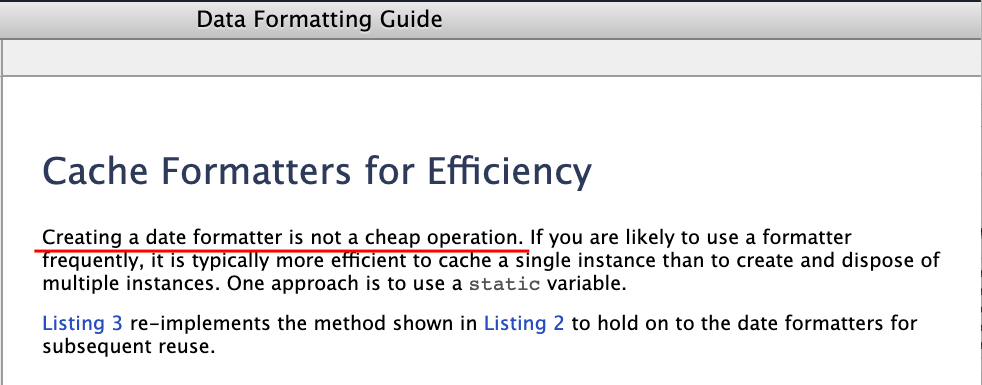 Data Formatting Guide
Cache Formatters for Efficiency
Creating a date formatter is not a cheap operation. If you are likely to use a formatter
frequently, it is typically more efficient to cache a single instance than to create and dispose of
multiple instances. One approach is to use a static variable.
Listing 3 re-implements the method shown in Listing 2 to hold on to the date formatters for
subsequent reuse.